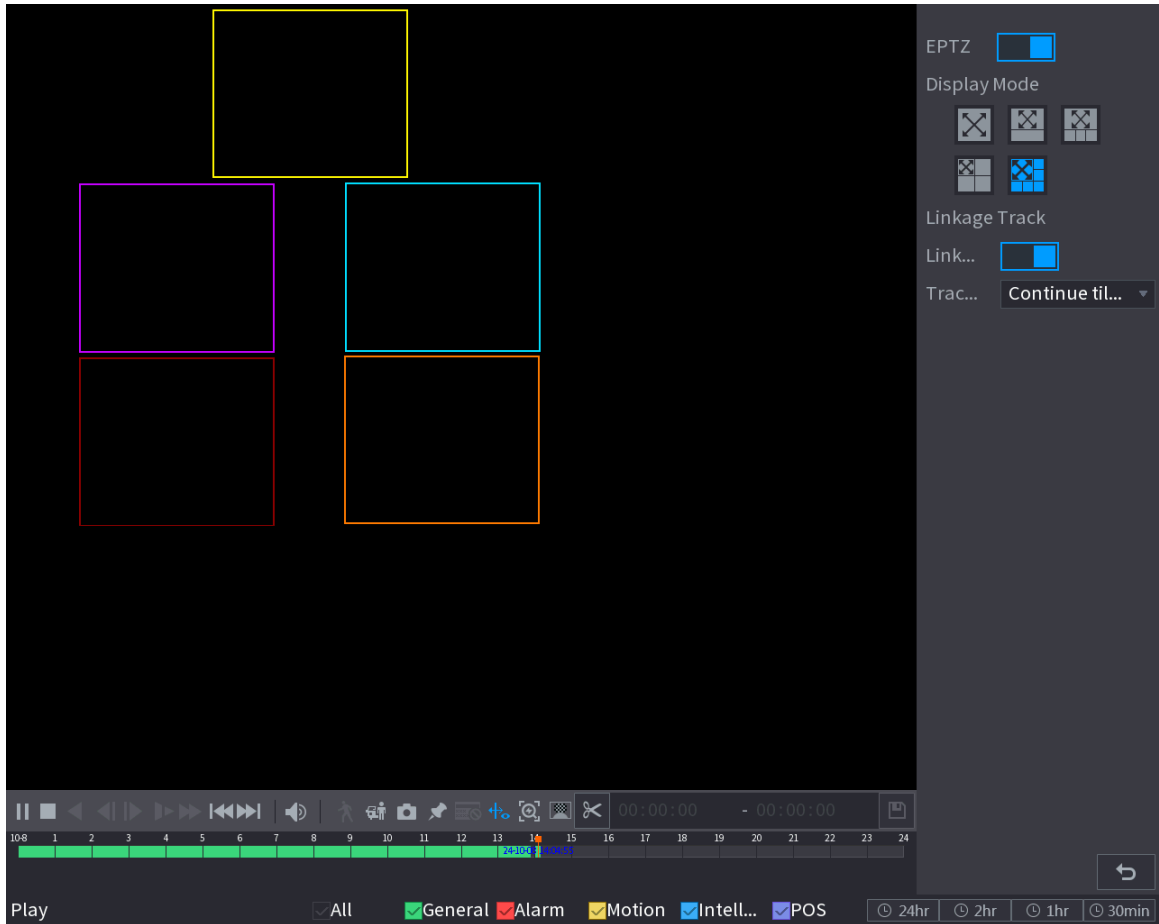 EPTZ
Display Mode
Linkage Track
Link...
Trac... Continue til...
00:00:00 - 00:00:00
10-8 1 2 3 4 5 6 7 8 9 10 11 12 13 14 15 16 17 18 19 20 21 22 23 24
Play All General Alarm Motion Intell... POS 24hr 2hr 1hr 30min